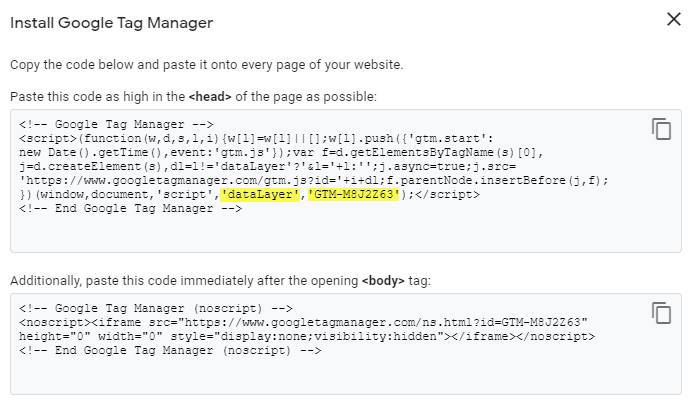 Install Google Tag Manager
Copy the code below and paste it onto every page of your website.
Paste this code as high in the <head> of the page as possible:
<!-- Google Tag Manager -->
<script>(function(w,d,s,l,i){w[l]=w[l]||[];w[l].push({'gtm.start':
new Date().getTime(),event:'gtm.js'});var f=d.getElementsByTagName(s)[0],
j=d.createElement(s),dl=l!='dataLayer'?'&l='+l:'';j.async=true;j.src=
'https://www.googletagmanager.com/gtm.js?id='+i+dl;f.parentNode.insertBefore(j,f);
})(window,document,'script','dataLayer','GTM-M8J2Z63');</script>
<!-- End Google Tag Manager -->
Additionally, paste this code immediately after the opening <body> tag:
<!-- Google Tag Manager (noscript) -->
<noscript><iframe src="https://www.googletagmanager.com/ns.html?id=GTM-M8J2Z63"
height="0" width="0" style="display:none;visibility:hidden"></iframe></noscript>
<!-- End Google Tag Manager (noscript) -->